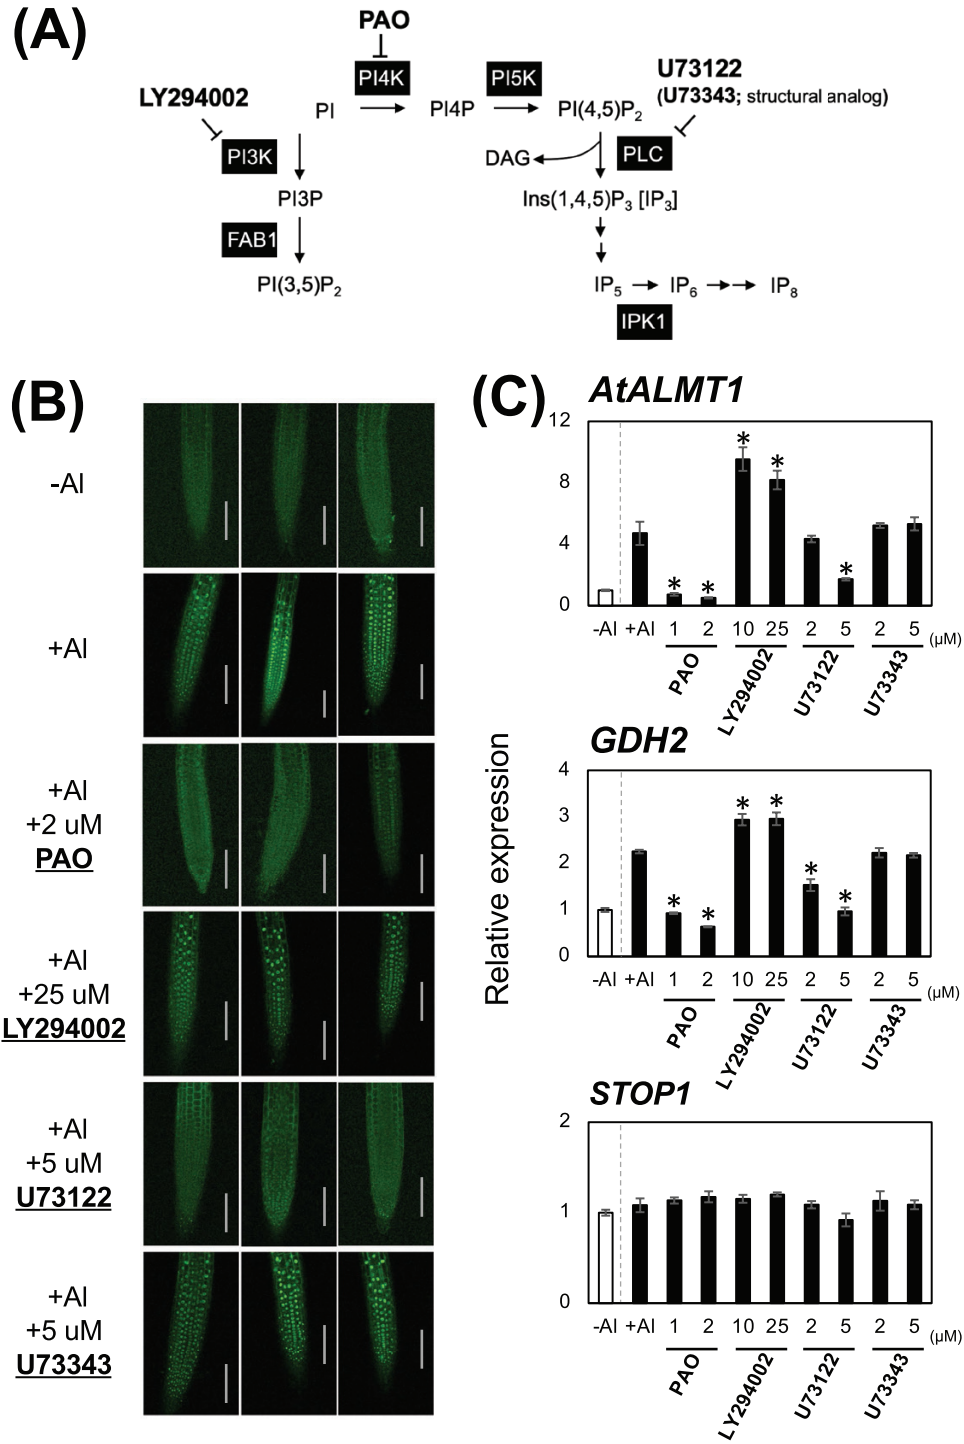 (A)
PAO
PI4K
PI5K
U73122
(U73343; structural analog)
LY294002
PI
PI4P
PI(4,5)P2
PI3K
DAG
PLC
PI3P
Ins(1,4,5)P3 [IP3]
FAB1
PI(3,5)P2
IP5
IP6
IP8
IPK1
(B)
-Al
+Al
+Al
+2 uM
PAO
+Al
+25 uM
LY294002
+Al
+5 uM
U73122
+Al
+5 uM
U73343
(C)
AtALMT1
12
8
4
0
-Al +Al 1 2 10 25 2 5 2 5 (μM)
PAO
LY294002
U73122
U73343
* * * * *
Relative expression
GDH2
4
3
2
1
0
-Al +Al 1 2 10 25 2 5 2 5 (μM)
PAO
LY294002
U73122
U73343
* * * * * *
STOP1
2
1
0
-Al +Al 1 2 10 25 2 5 2 5 (μM)
PAO
LY294002
U73122
U73343